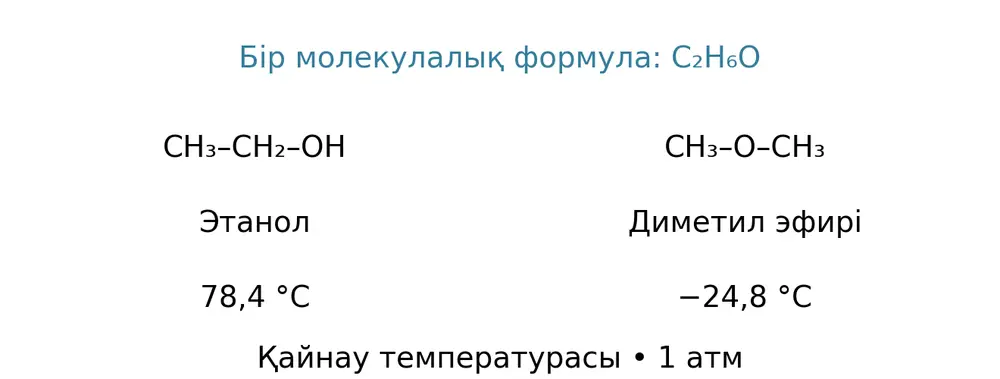 Бір молекулалық формула: C₂H₆O
CH₃–CH₂–OH CH₃–O–CH₃
Этанол Диметил эфирі
78,4 °C −24,8 °C
Қайнау температурасы • 1 атм